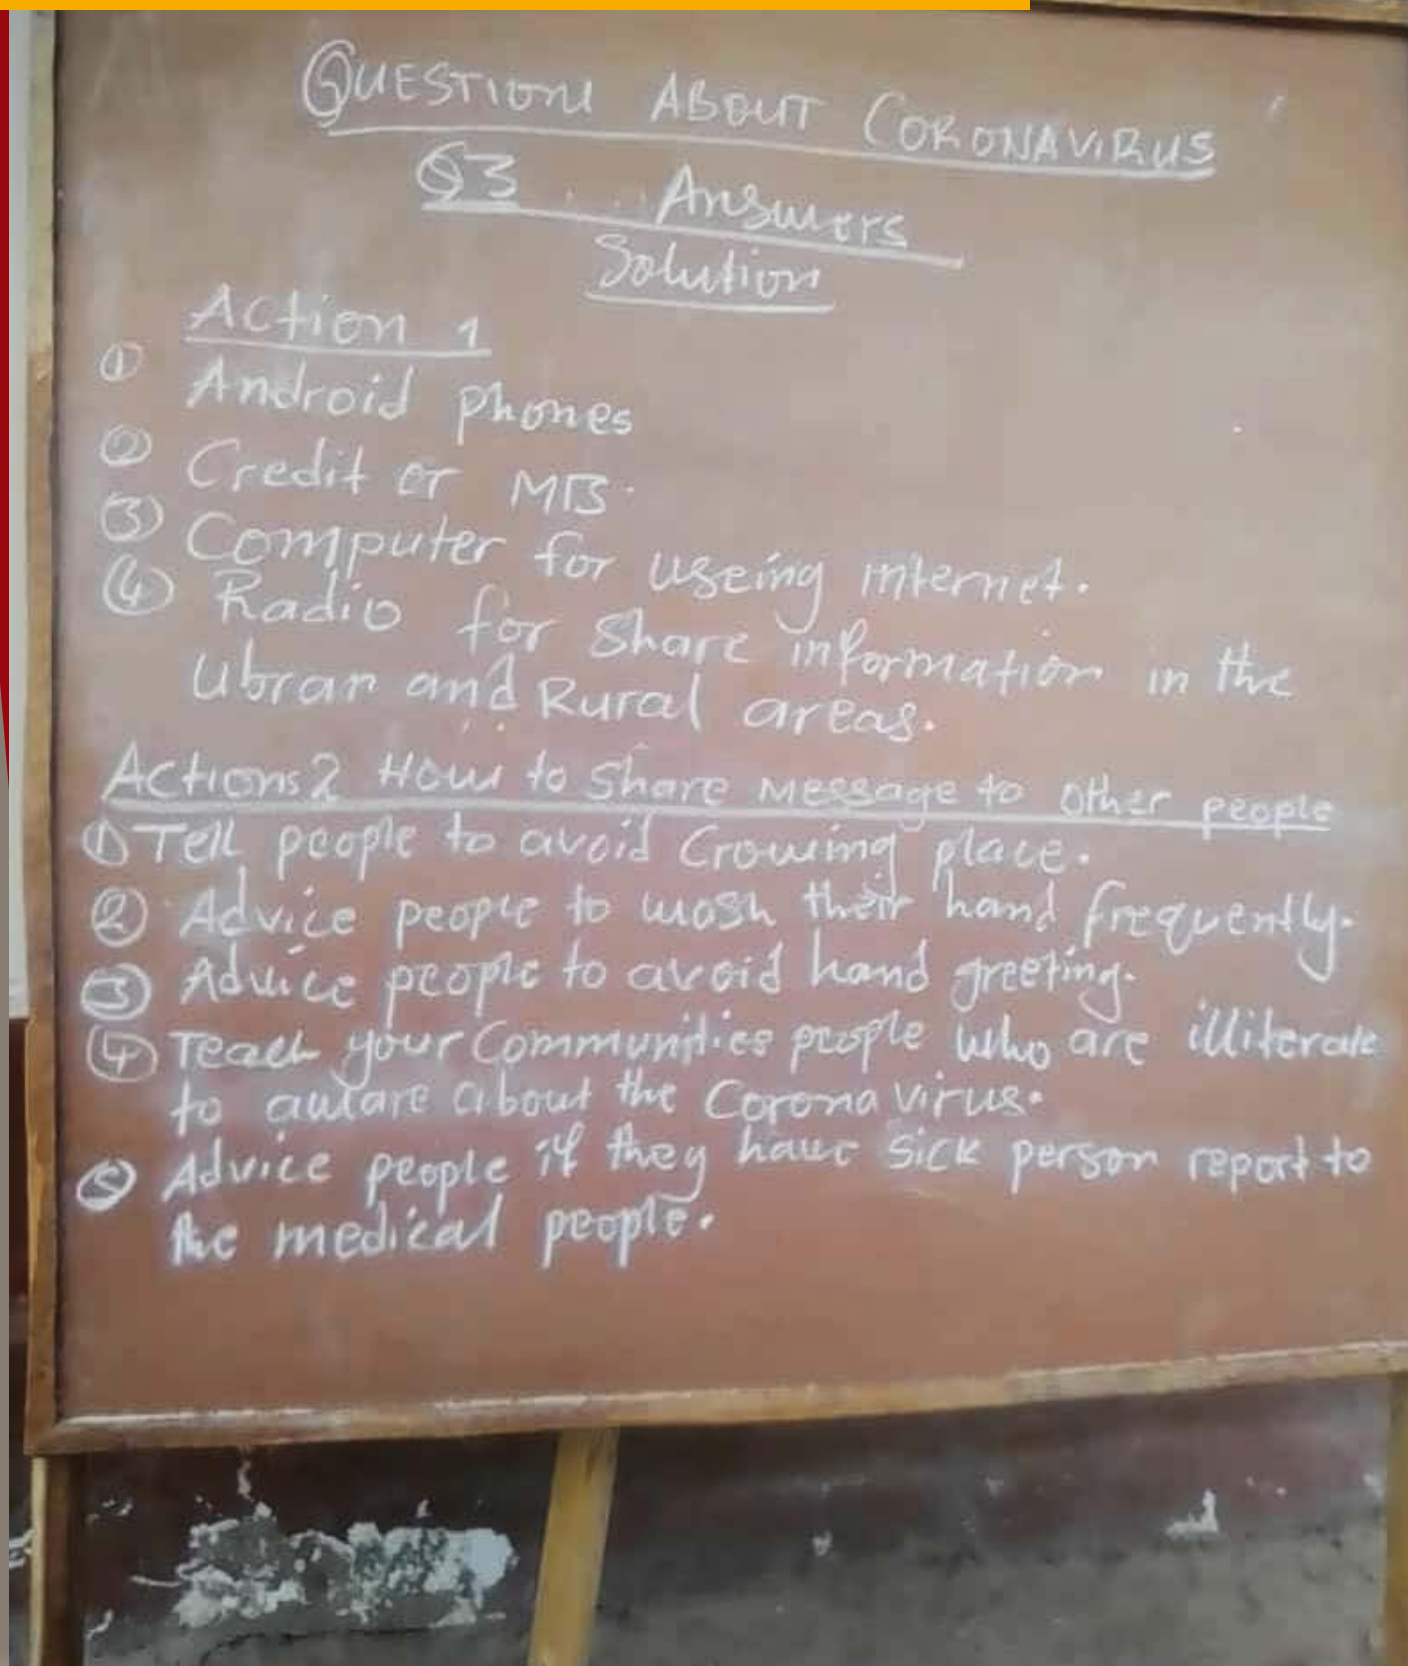 QUESTIONS ABOUT CORONAVIRUS
Q3 .... Answers
Solution
Action 1
① Android phones
② Credit or MB.
③ Computer for useing internet.
④ Radio for Share information in the
Ubran and Rural areas.
Actions 2 How to Share Message to other people
① Tell people to avoid Crowing place.
② Advice people to wash their hand frequently.
③ Advice people to avoid hand greeting.
④ Teach your Communities people who are illiterate
to aware about the Corona virus.
⑤ Advice people if they have sick person report to
the medical people.